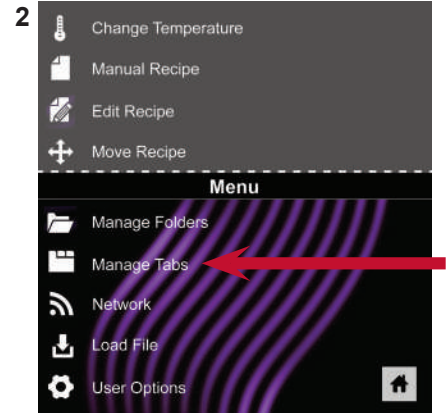 2
Change Temperature
Manual Recipe
Edit Recipe
Move Recipe
Menu
Manage Folders
Manage Tabs
Network
Load File
User Options